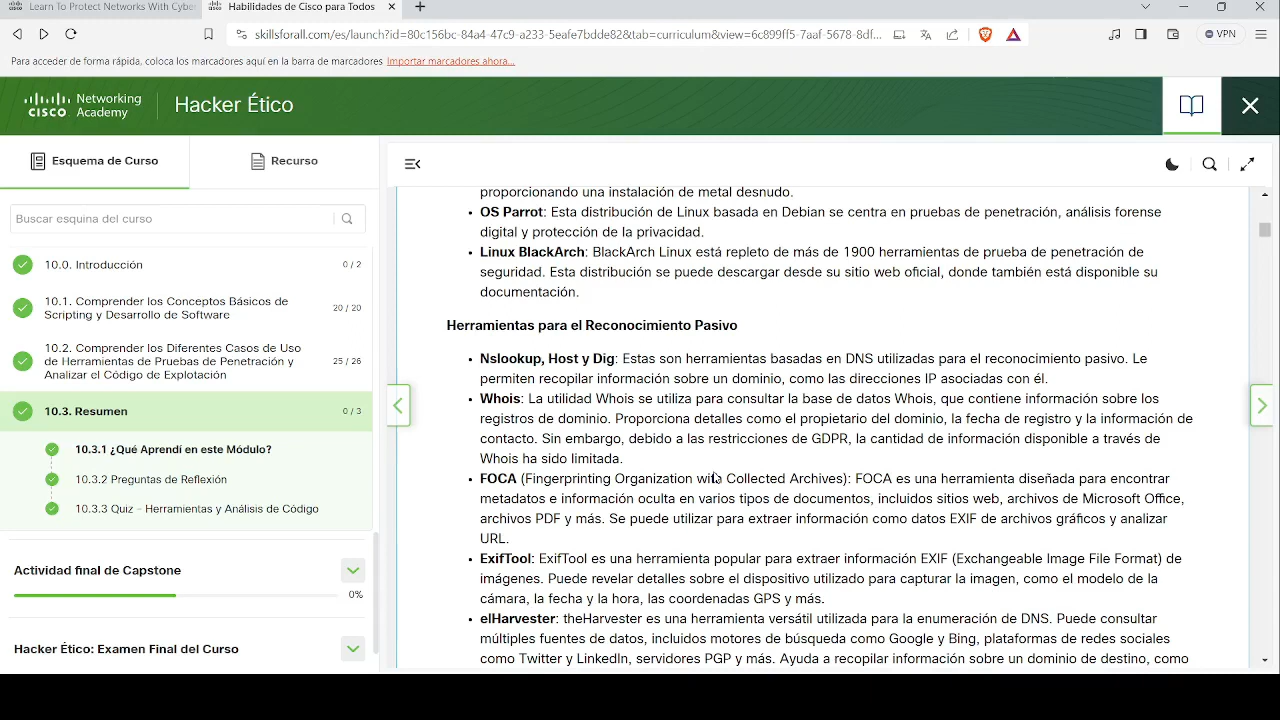 Learn To Protect Networks With Cyber
Habilidades de Cisco para Todos
skillsforall.com/es/launch?id=80c156bc-84a4-47c9-a233-5eafe7bdde82&tab=curriculum&view=6c899ff5-7aaf-5678-8df...
VPN
Para acceder de forma rápida, coloca los marcadores aquí en la barra de marcadores Importar marcadores ahora...
CISCO Networking Academy
Hacker Ético
Esquema de Curso
Recurso
Buscar esquina del curso
10.0. Introducción 0 / 2
10.1. Comprender los Conceptos Básicos de
Scripting y Desarrollo de Software 20 / 20
10.2. Comprender los Diferentes Casos de Uso
de Herramientas de Pruebas de Penetración y 25 / 26
Analizar el Código de Explotación
10.3. Resumen 0 / 3
10.3.1 ¿Qué Aprendí en este Módulo?
10.3.2 Preguntas de Reflexión
10.3.3 Quiz – Herramientas y Análisis de Código
Actividad final de Capstone
0%
Hacker Ético: Examen Final del Curso
proporcionando una instalación de metal desnudo.
• OS Parrot: Esta distribución de Linux basada en Debian se centra en pruebas de penetración, análisis forense
digital y protección de la privacidad.
• Linux BlackArch: BlackArch Linux está repleto de más de 1900 herramientas de prueba de penetración de
seguridad. Esta distribución se puede descargar desde su sitio web oficial, donde también está disponible su
documentación.
Herramientas para el Reconocimiento Pasivo
• Nslookup, Host y Dig: Estas son herramientas basadas en DNS utilizadas para el reconocimiento pasivo. Le
permiten recopilar información sobre un dominio, como las direcciones IP asociadas con él.
• Whois: La utilidad Whois se utiliza para consultar la base de datos Whois, que contiene información sobre los
registros de dominio. Proporciona detalles como el propietario del dominio, la fecha de registro y la información de
contacto. Sin embargo, debido a las restricciones de GDPR, la cantidad de información disponible a través de
Whois ha sido limitada.
• FOCA (Fingerprinting Organization with Collected Archives): FOCA es una herramienta diseñada para encontrar
metadatos e información oculta en varios tipos de documentos, incluidos sitios web, archivos de Microsoft Office,
archivos PDF y más. Se puede utilizar para extraer información como datos EXIF de archivos gráficos y analizar
URL.
• ExifTool: ExifTool es una herramienta popular para extraer información EXIF (Exchangeable Image File Format) de
imágenes. Puede revelar detalles sobre el dispositivo utilizado para capturar la imagen, como el modelo de la
cámara, la fecha y la hora, las coordenadas GPS y más.
• elHarvester: theHarvester es una herramienta versátil utilizada para la enumeración de DNS. Puede consultar
múltiples fuentes de datos, incluidos motores de búsqueda como Google y Bing, plataformas de redes sociales
como Twitter y LinkedIn, servidores PGP y más. Ayuda a recopilar información sobre un dominio de destino, como